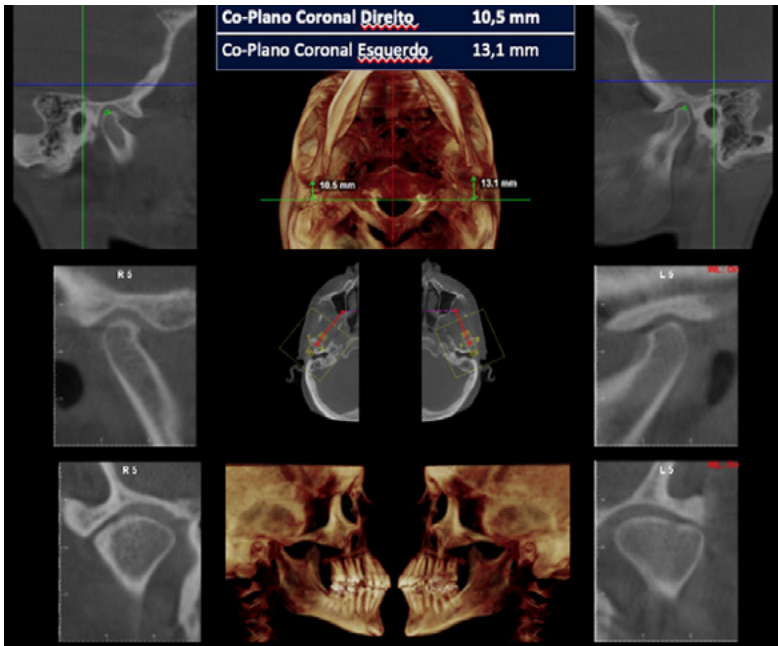 Co-Plano Coronal Direito 10,5 mm
Co-Plano Coronal Esquerdo 13,1 mm
10.5 mm
13.1 mm
R 5
L 5
R 5
L 5